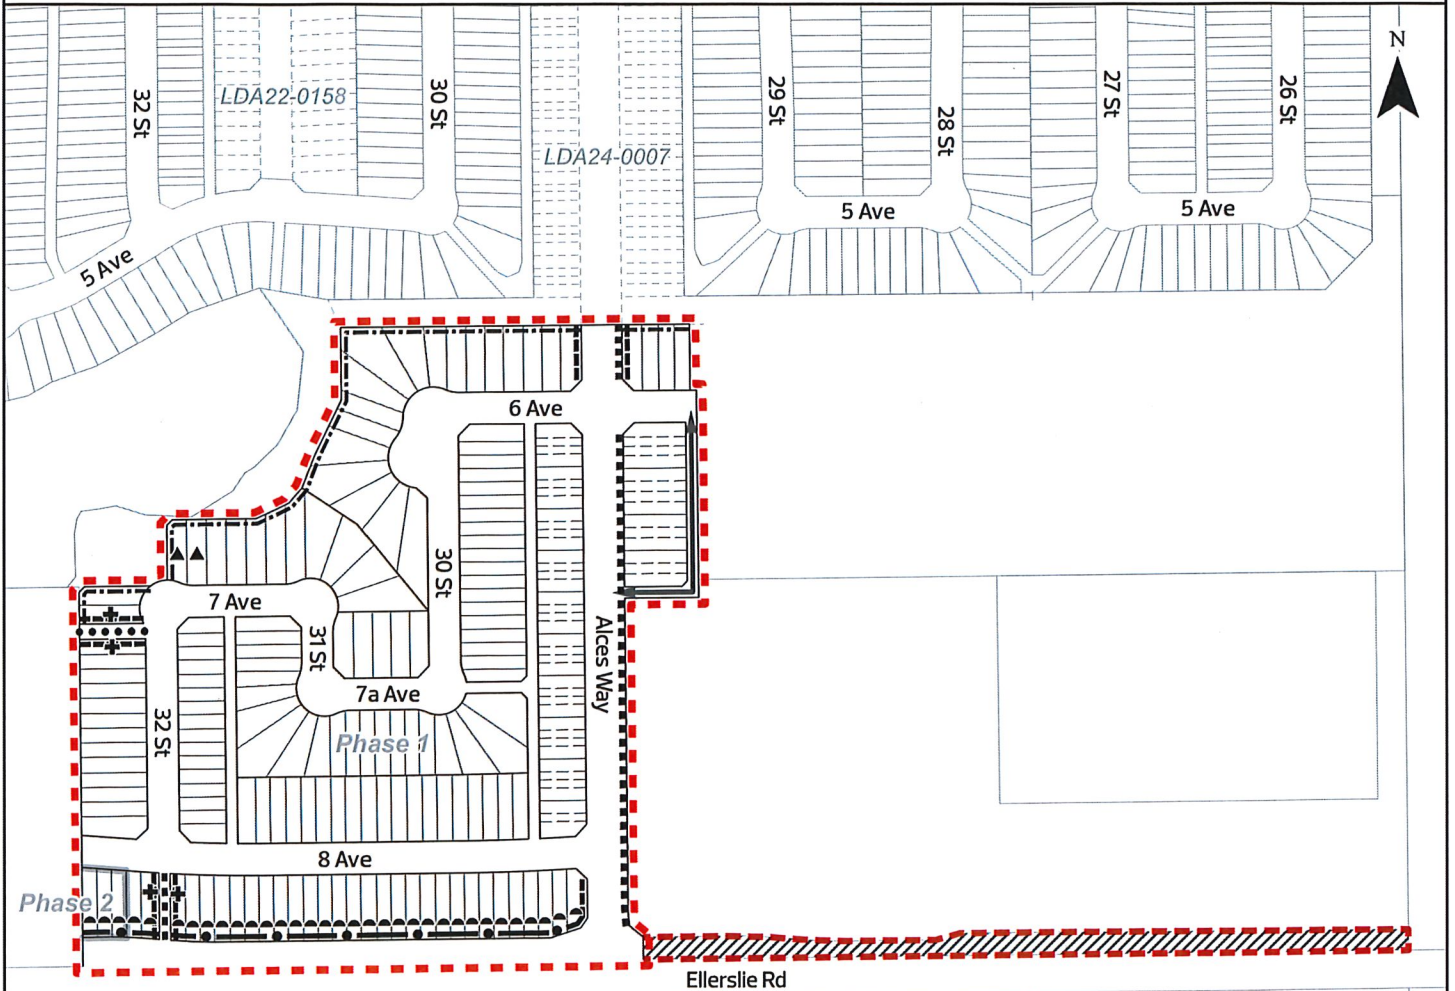 N
32 St
LDA22-0158
30 St
LDA24-0007
29 St
28 St
27 St
26 St
5 Ave
5 Ave
5 Ave
6 Ave
30 St
7 Ave
31 St
Alces Way
7a Ave
32 St
Phase 1
8 Ave
Phase 2
Ellerslie Rd